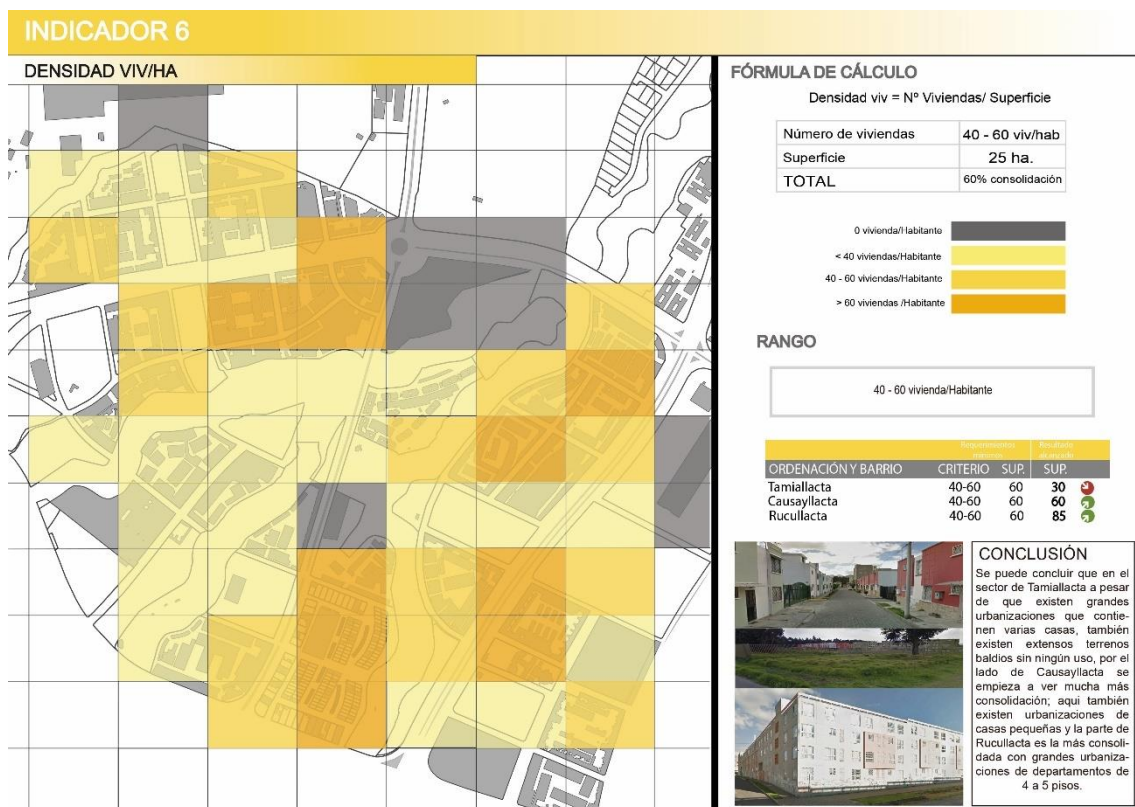 INDICADOR 6
DENSIDAD VIV/HA
FÓRMULA DE CÁLCULO
Densidad viv = Nº Viviendas/ Superficie
Número de viviendas 40 - 60 viv/hab
Superficie 25 ha.
TOTAL 60% consolidación
0 vivienda/Habitante
< 40 viviendas/Habitante
40 - 60 viviendas/Habitante
> 60 viviendas /Habitante
RANGO
40 - 60 vivienda/Habitante
Requerimientos Resultado
mínimos alcanzado
ORDENACIÓN Y BARRIO CRITERIO SUP. SUP.
Tamiallacta 40-60 60 30
Causayllacta 40-60 60 60
Rucullacta 40-60 60 85
CONCLUSIÓN
Se puede concluir que en el
sector de Tamiallacta a pesar
de que existen grandes
urbanizaciones que contie-
nen varias casas, también
existen extensos terrenos
baldios sin ningún uso, por el
lado de Causayllacta se
empieza a ver mucha más
consolidación; aqui también
existen urbanizaciones de
casas pequeñas y la parte de
Rucullacta es la más consoli-
dada con grandes urbaniza-
ciones de departamentos de
4 a 5 pisos.